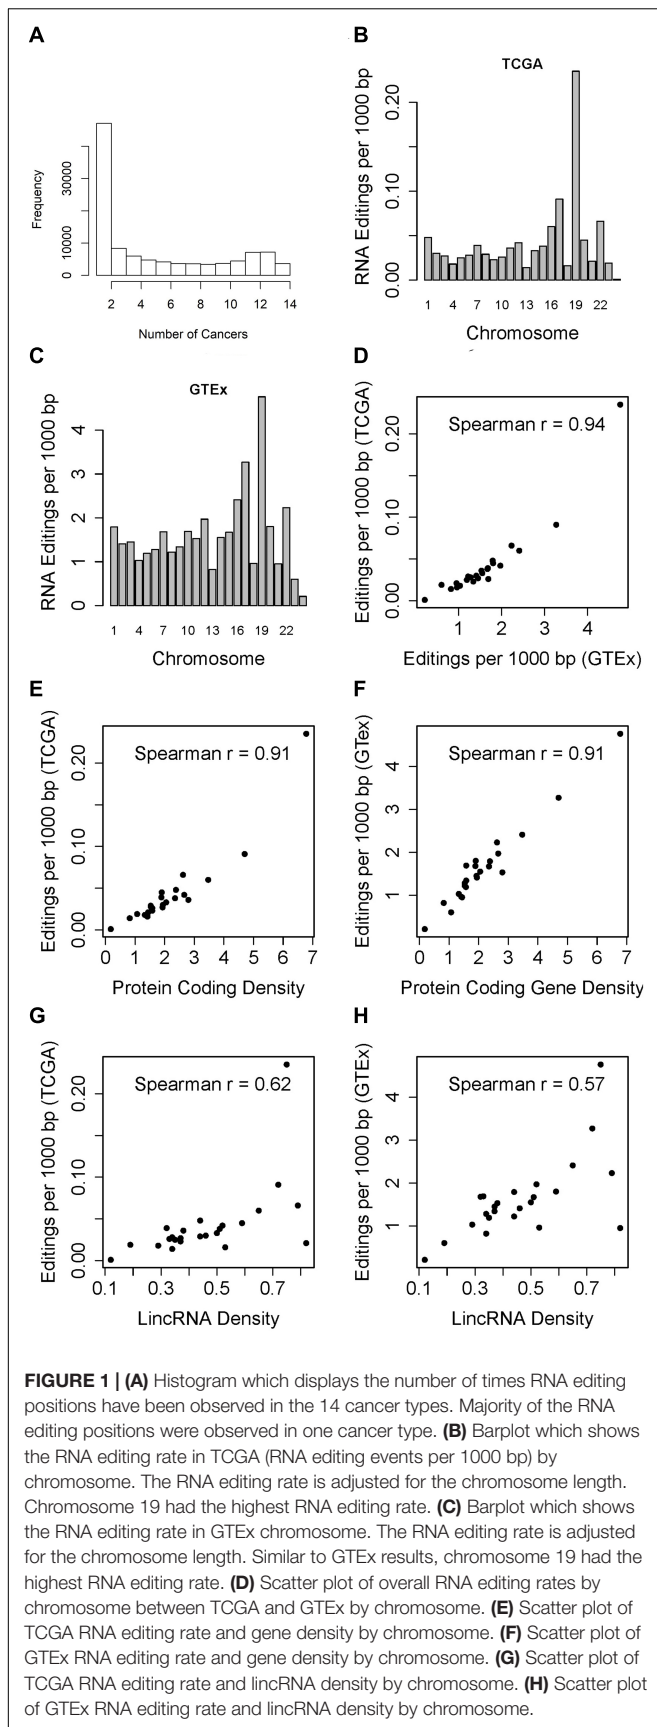 A
Frequency
0 10000 30000
2 4 6 8 10 12 14
Number of Cancers
B
TCGA
RNA Editings per 1000 bp
0.00 0.10 0.20
1 4 7 10 13 16 19 22
Chromosome
C
GTEx
RNA Editings per 1000 bp
0 1 2 3 4
1 4 7 10 13 16 19 22
Chromosome
D
Spearman r = 0.94
Editings per 1000 bp (TCGA)
0.00 0.10 0.20
1 2 3 4
Editings per 1000 bp (GTEx)
E
Spearman r = 0.91
Editings per 1000 bp (TCGA)
0.00 0.10 0.20
0 1 2 3 4 5 6 7
Protein Coding Density
F
Spearman r = 0.91
Editings per 1000 bp (GTex)
1 2 3 4
0 1 2 3 4 5 6 7
Protein Coding Gene Density
G
Spearman r = 0.62
Editings per 1000 bp (TCGA)
0.00 0.10 0.20
0.1 0.3 0.5 0.7
LincRNA Density
H
Spearman r = 0.57
Editings per 1000 bp (GTEx)
1 2 3 4
0.1 0.3 0.5 0.7
LincRNA Density
FIGURE 1 | (A) Histogram which displays the number of times RNA editing
positions have been observed in the 14 cancer types. Majority of the RNA
editing positions were observed in one cancer type. (B) Barplot which shows
the RNA editing rate in TCGA (RNA editing events per 1000 bp) by
chromosome. The RNA editing rate is adjusted for the chromosome length.
Chromosome 19 had the highest RNA editing rate. (C) Barplot which shows
the RNA editing rate in GTEx chromosome. The RNA editing rate is adjusted
for the chromosome length. Similar to GTEx results, chromosome 19 had the
highest RNA editing rate. (D) Scatter plot of overall RNA editing rates by
chromosome between TCGA and GTEx by chromosome. (E) Scatter plot of
TCGA RNA editing rate and gene density by chromosome. (F) Scatter plot of
GTEx RNA editing rate and gene density by chromosome. (G) Scatter plot of
TCGA RNA editing rate and lincRNA density by chromosome. (H) Scatter plot
of GTEx RNA editing rate and lincRNA density by chromosome.